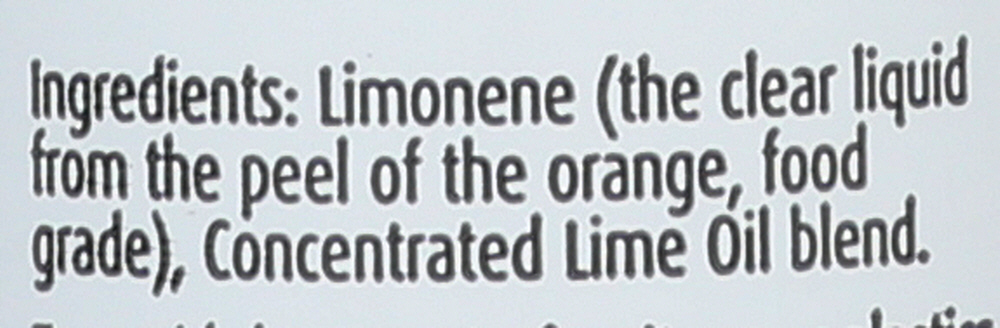 Ingredients: Limonene (the clear liquid
from the peel of the orange, food
grade), Concentrated Lime Oil blend.